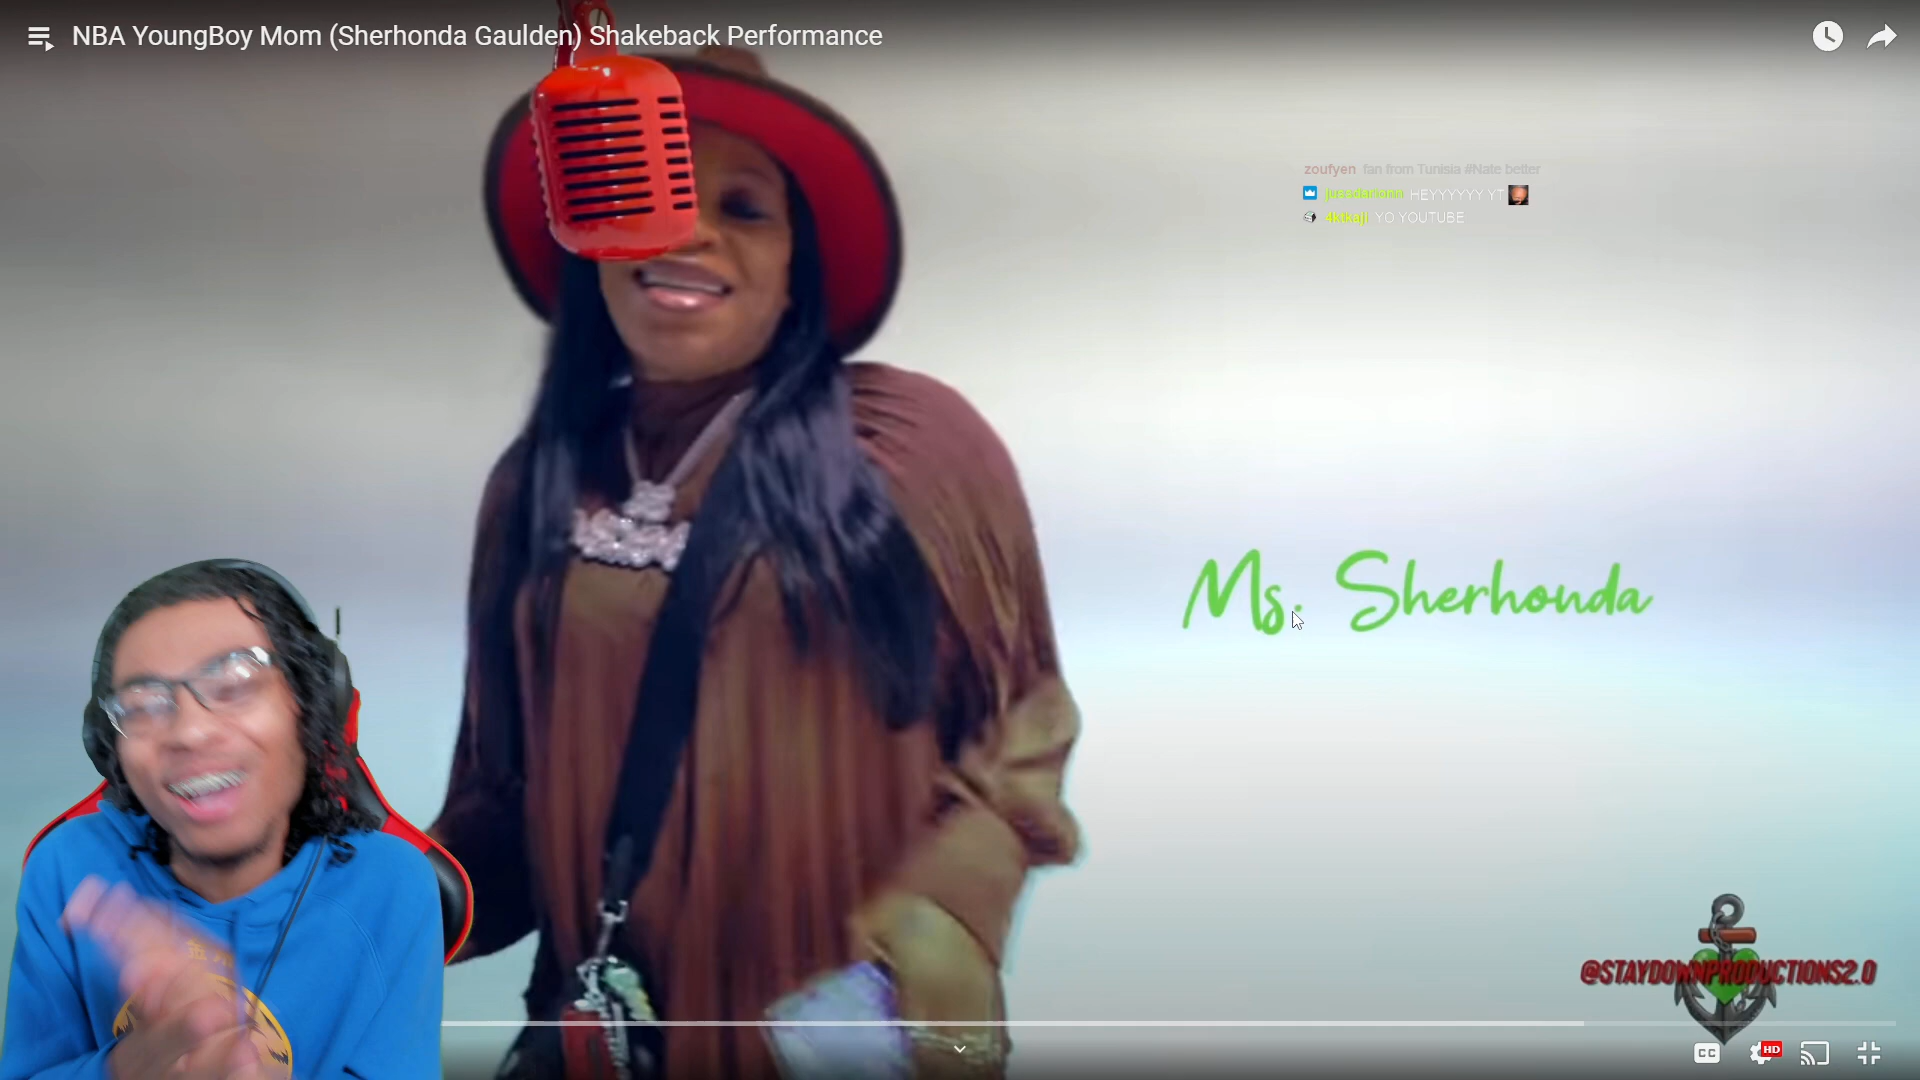 NBA YoungBoy Mom (Sherhonda Gaulden) Shakeback Performance
zoufyen fan from Tunisia #Nate better
HEYYYYYY YT
YO YOUTUBE
Ms. Sherhonda
@STAYDOWNPRODUCTIONS2.0
CC
HD